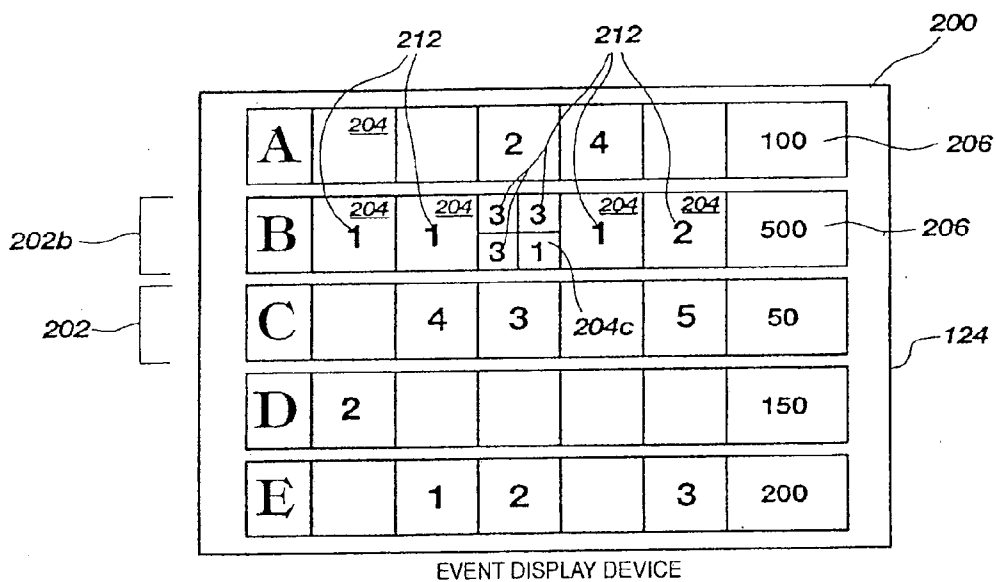 200
212 212
A 204 2 4 100 206
202b B 204 1 204 1 3 3 3 1 204 1 204 2 500 206
202 C 4 3 204c 5 50 124
D 2 150
E 1 2 3 200
EVENT DISPLAY DEVICE